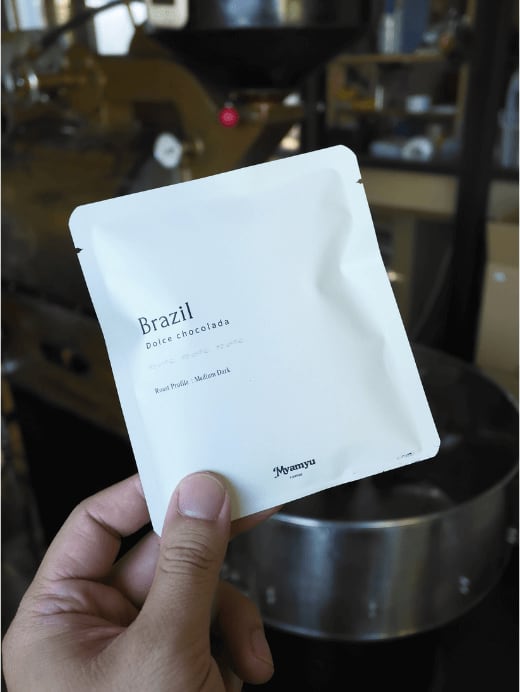 Brazil
Dolce chocolada
Roast Profile : Medium Dark
Myamyu